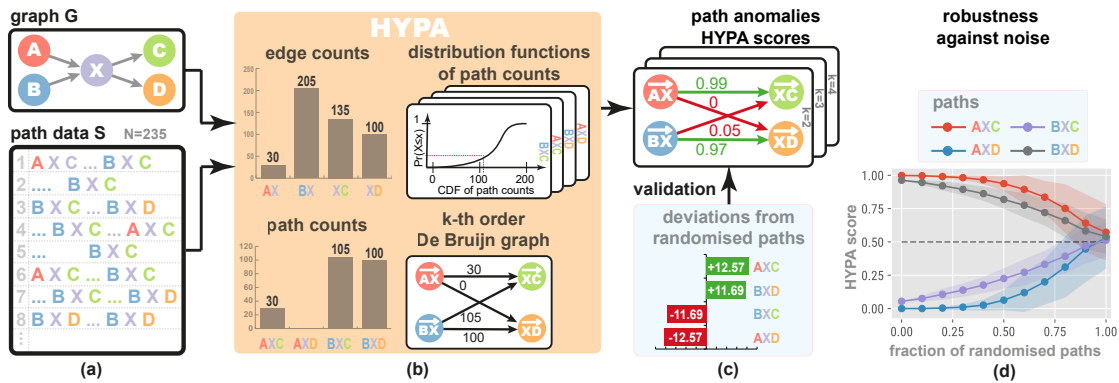 graph G
A
C
X
B
D
path data S N=235
1 A X C ... B X C
2 .... B X C
3 B X C ... B X D
4 ... B X C ... A X C
5 B X C
6 A X C ... B X C
7 ... B X C ... B X D
8 B X D ... B X D
(a)
HYPA
edge counts
205
135
100
30
AX BX XC XD
distribution functions
of path counts
1
Pr(X≤x)
0
0 100 200
CDF of path counts
BXC
AXC
BXD
AXD
path counts
105 100
30
AXC AXD BXC BXD
k-th order
De Bruijn graph
AX 30 XC
0
105
BX 100 XD
(b)
path anomalies
HYPA scores
AX 0.99 XC
0
0.05
BX 0.97 XD
k=2
k=3
k=4
validation
deviations from
randomised paths
+12.57 AXC
+11.69 BXD
-11.69 BXC
-12.57 AXD
(c)
robustness
against noise
paths
AXC BXC
AXD BXD
HYPA score
1.00
0.75
0.50
0.25
0.00
0.00 0.25 0.50 0.75 1.00
fraction of randomised paths
(d)